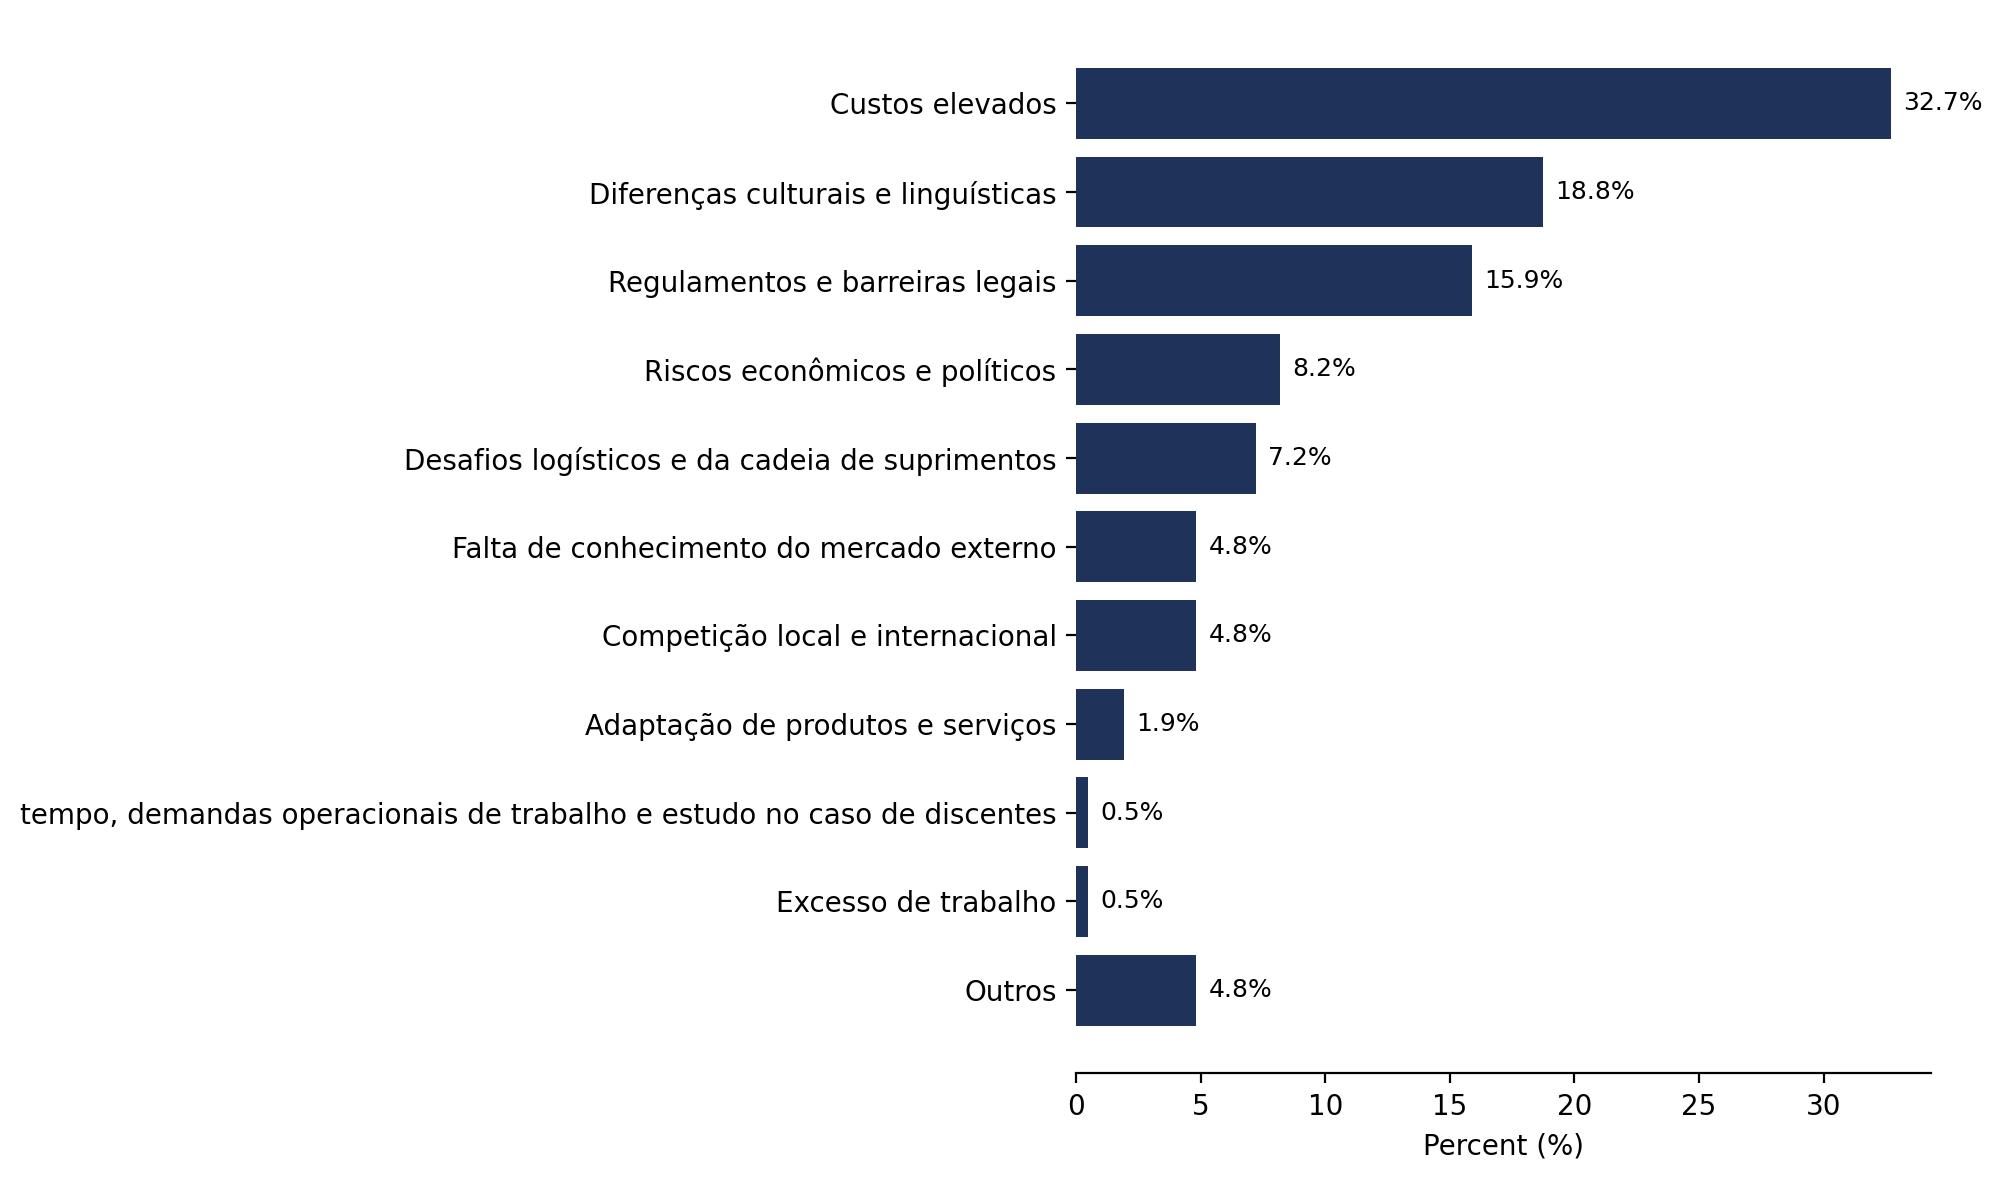 Custos elevados 32.7%
Diferenças culturais e linguísticas 18.8%
Regulamentos e barreiras legais 15.9%
Riscos econômicos e políticos 8.2%
Desafios logísticos e da cadeia de suprimentos 7.2%
Falta de conhecimento do mercado externo 4.8%
Competição local e internacional 4.8%
Adaptação de produtos e serviços 1.9%
tempo, demandas operacionais de trabalho e estudo no caso de discentes 0.5%
Excesso de trabalho 0.5%
Outros 4.8%
0 5 10 15 20 25 30
Percent (%)